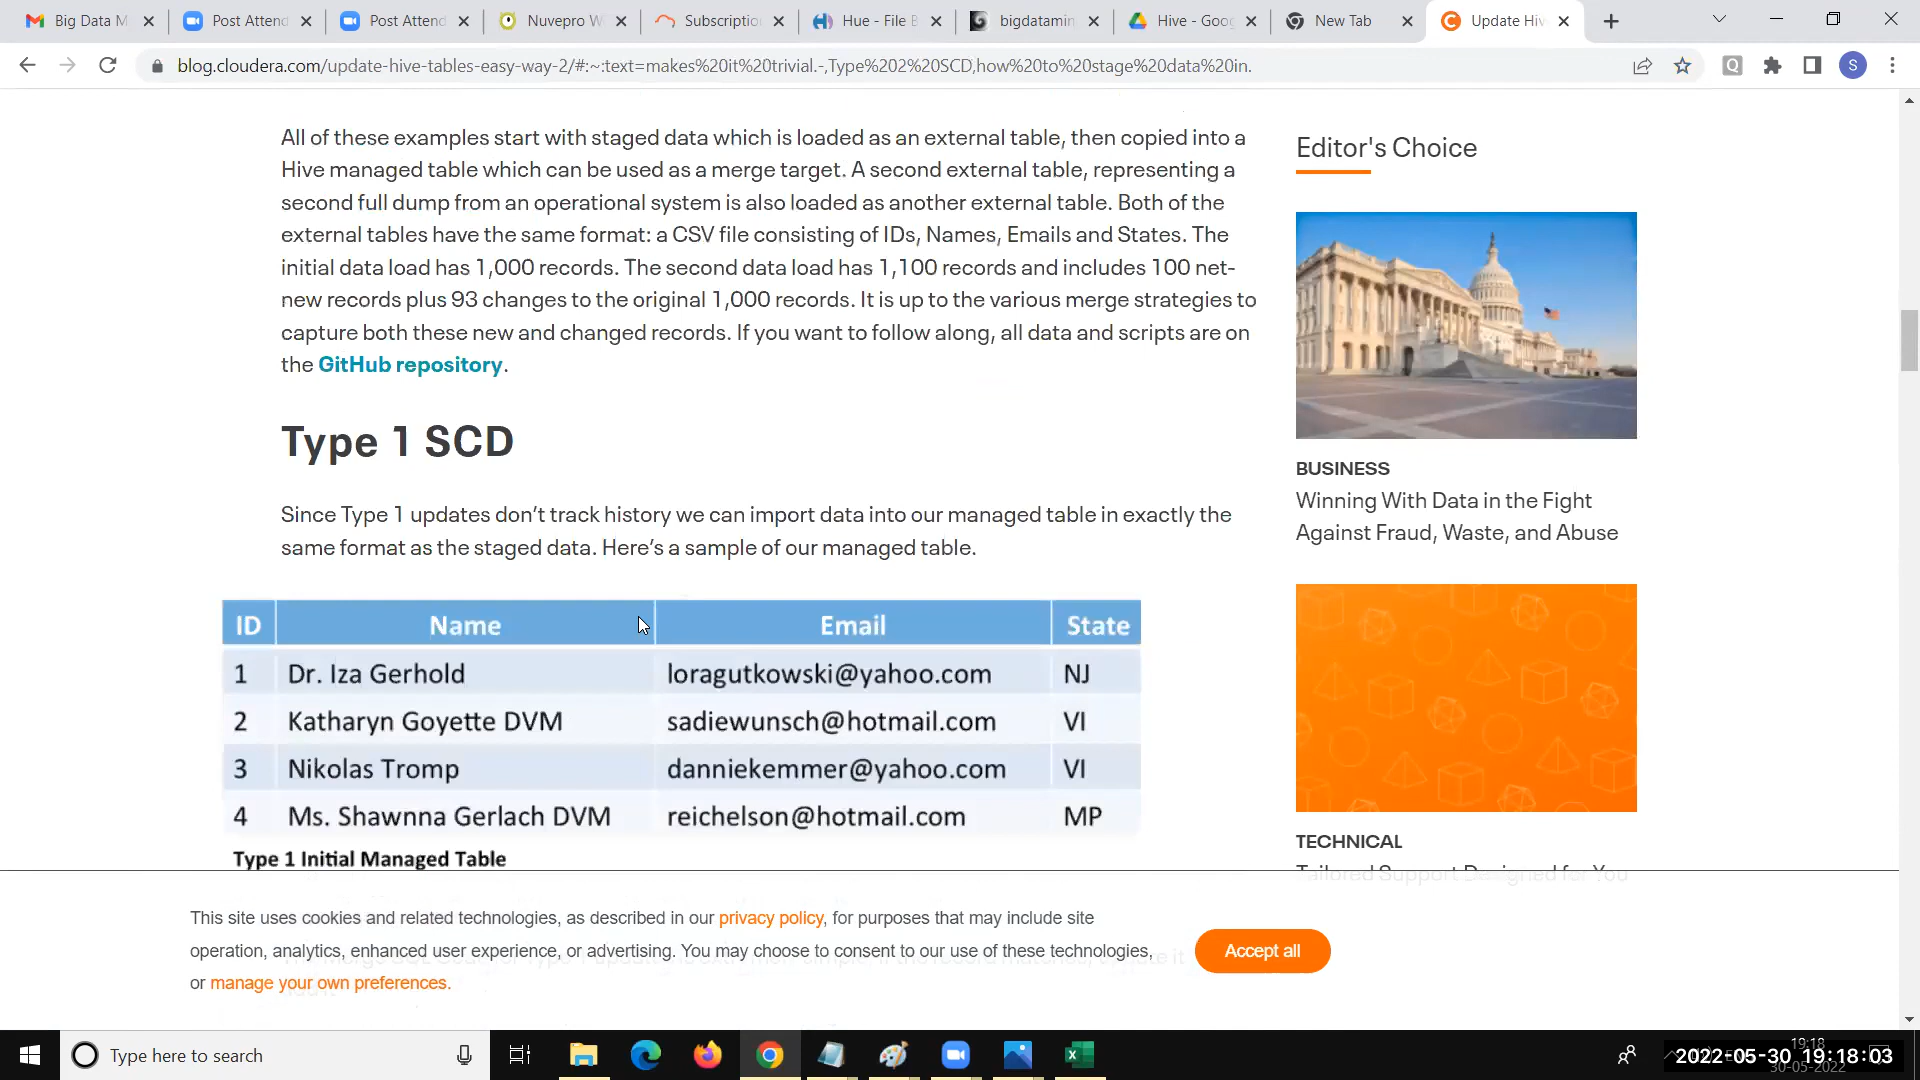 Big Data M
Post Attend
Post Attend
Nuvepro W
Subscriptio
Hue - File B
bigdatamin
Hive - Goog
New Tab
Update Hiv
blog.cloudera.com/update-hive-tables-easy-way-2/#:~:text=makes%20it%20trivial.-,Type%202%20SCD,how%20to%20stage%20data%20in.
S
All of these examples start with staged data which is loaded as an external table, then copied into a
Hive managed table which can be used as a merge target. A second external table, representing a
second full dump from an operational system is also loaded as another external table. Both of the
external tables have the same format: a CSV file consisting of IDs, Names, Emails and States. The
initial data load has 1,000 records. The second data load has 1,100 records and includes 100 net-
new records plus 93 changes to the original 1,000 records. It is up to the various merge strategies to
capture both these new and changed records. If you want to follow along, all data and scripts are on
the GitHub repository.
Type 1 SCD
Since Type 1 updates don’t track history we can import data into our managed table in exactly the
same format as the staged data. Here’s a sample of our managed table.
ID Name Email State
1 Dr. Iza Gerhold loragutkowski@yahoo.com NJ
2 Katharyn Goyette DVM sadiewunsch@hotmail.com VI
3 Nikolas Tromp danniekemmer@yahoo.com VI
4 Ms. Shawnna Gerlach DVM reichelson@hotmail.com MP
Type 1 Initial Managed Table
Editor's Choice
BUSINESS
Winning With Data in the Fight
Against Fraud, Waste, and Abuse
TECHNICAL
Tailored Support Designed for You
This site uses cookies and related technologies, as described in our privacy policy, for purposes that may include site
operation, analytics, enhanced user experience, or advertising. You may choose to consent to our use of these technologies,
or manage your own preferences.
Accept all
Type here to search
19:18
2022-05-30 19:18:03
30-05-2022